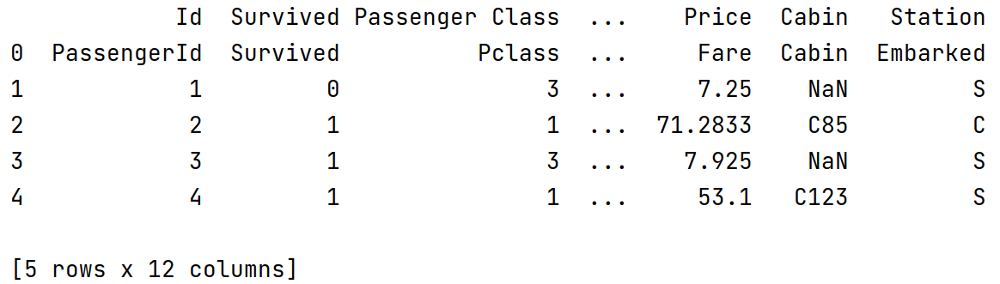 Id Survived Passenger Class ... Price Cabin Station
0 PassengerId Survived Pclass ... Fare Cabin Embarked
1 1 0 3 ... 7.25 NaN S
2 2 1 1 ... 71.2833 C85 C
3 3 1 3 ... 7.925 NaN S
4 4 1 1 ... 53.1 C123 S
[5 rows x 12 columns]